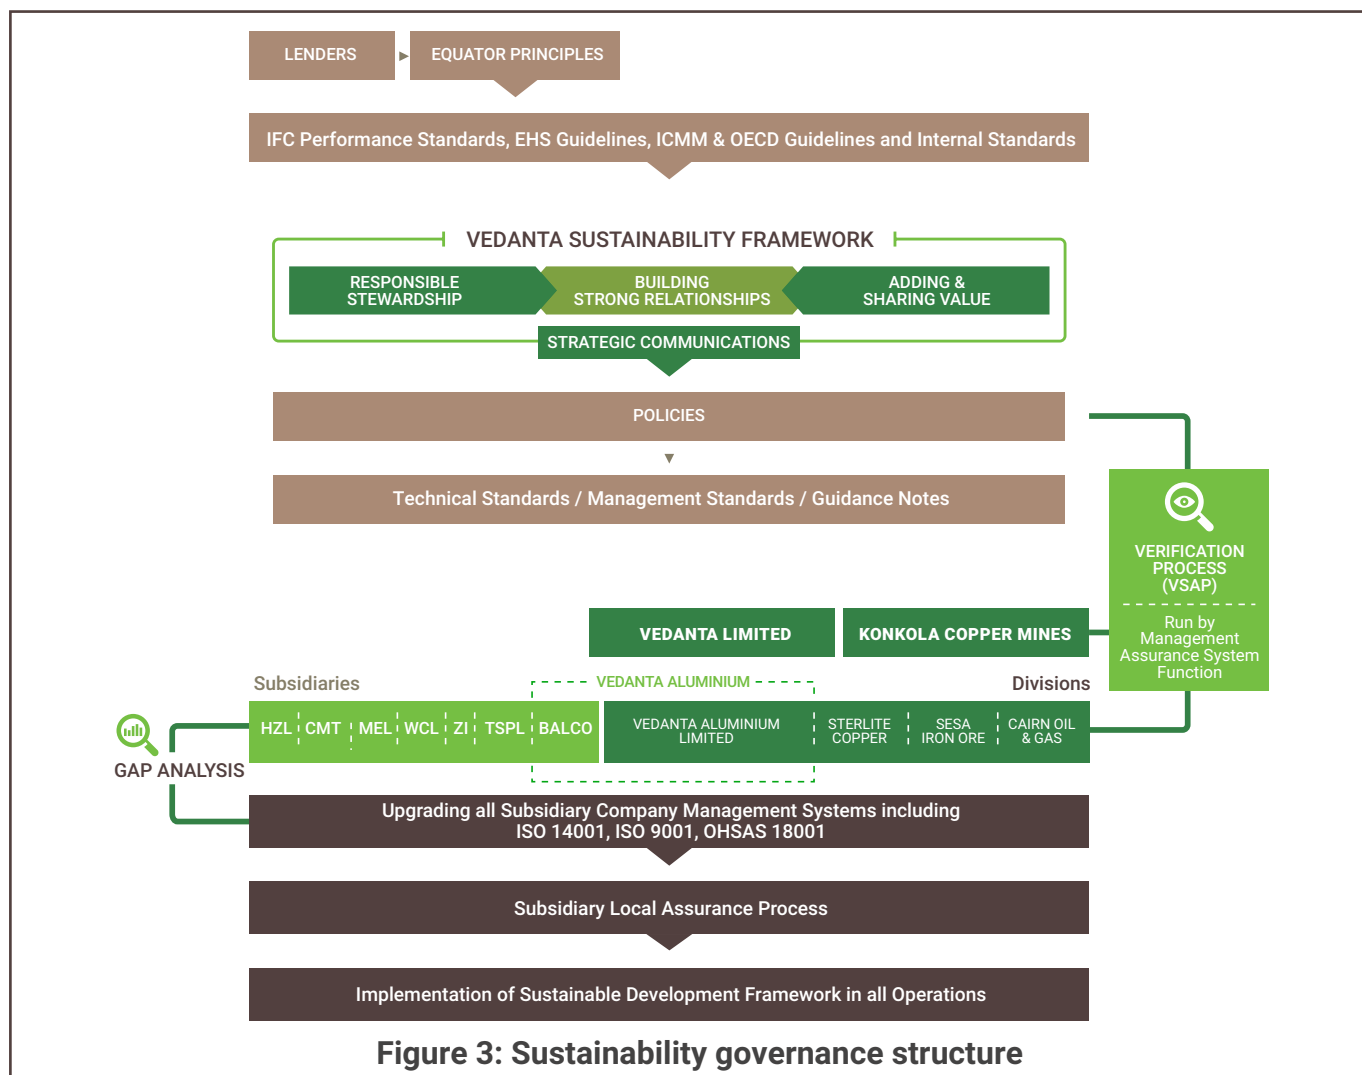 LENDERS
EQUATOR PRINCIPLES
IFC Performance Standards, EHS Guidelines, ICMM & OECD Guidelines and Internal Standards
VEDANTA SUSTAINABILITY FRAMEWORK
RESPONSIBLE
STEWARDSHIP
BUILDING
STRONG RELATIONSHIPS
ADDING &
SHARING VALUE
STRATEGIC COMMUNICATIONS
POLICIES
Technical Standards / Management Standards / Guidance Notes
VERIFICATION
PROCESS
(VSAP)
Run by
Management
Assurance System
Function
VEDANTA LIMITED
KONKOLA COPPER MINES
Subsidiaries
VEDANTA ALUMINIUM
Divisions
HZL
CMT
MEL
WCL
ZI
TSPL
BALCO
VEDANTA ALUMINIUM
LIMITED
STERLITE
COPPER
SESA
IRON ORE
CAIRN OIL
& GAS
GAP ANALYSIS
Upgrading all Subsidiary Company Management Systems including
ISO 14001, ISO 9001, OHSAS 18001
Subsidiary Local Assurance Process
Implementation of Sustainable Development Framework in all Operations
Figure 3: Sustainability governance structure